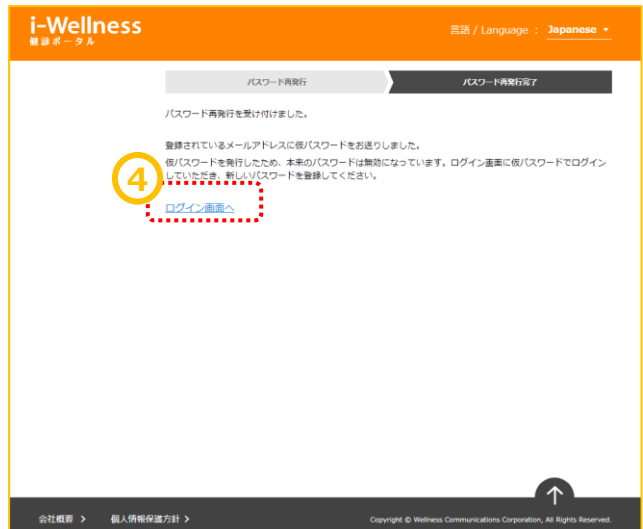 i-Wellness
健診ポータル
言語 / Language : Japanese
パスワード再発行
パスワード再発行完了
パスワード再発行を受け付けました。
登録されているメールアドレスに仮パスワードをお送りしました。
仮パスワードを発行したため、本来のパスワードは無効になっています。ログイン画面に仮パスワードでログイン
していただき、新しいパスワードを登録してください。
④
ログイン画面へ
会社概要 > 個人情報保護方針 >
Copyright © Wellness Communications Corporation, All Rights Reserved.